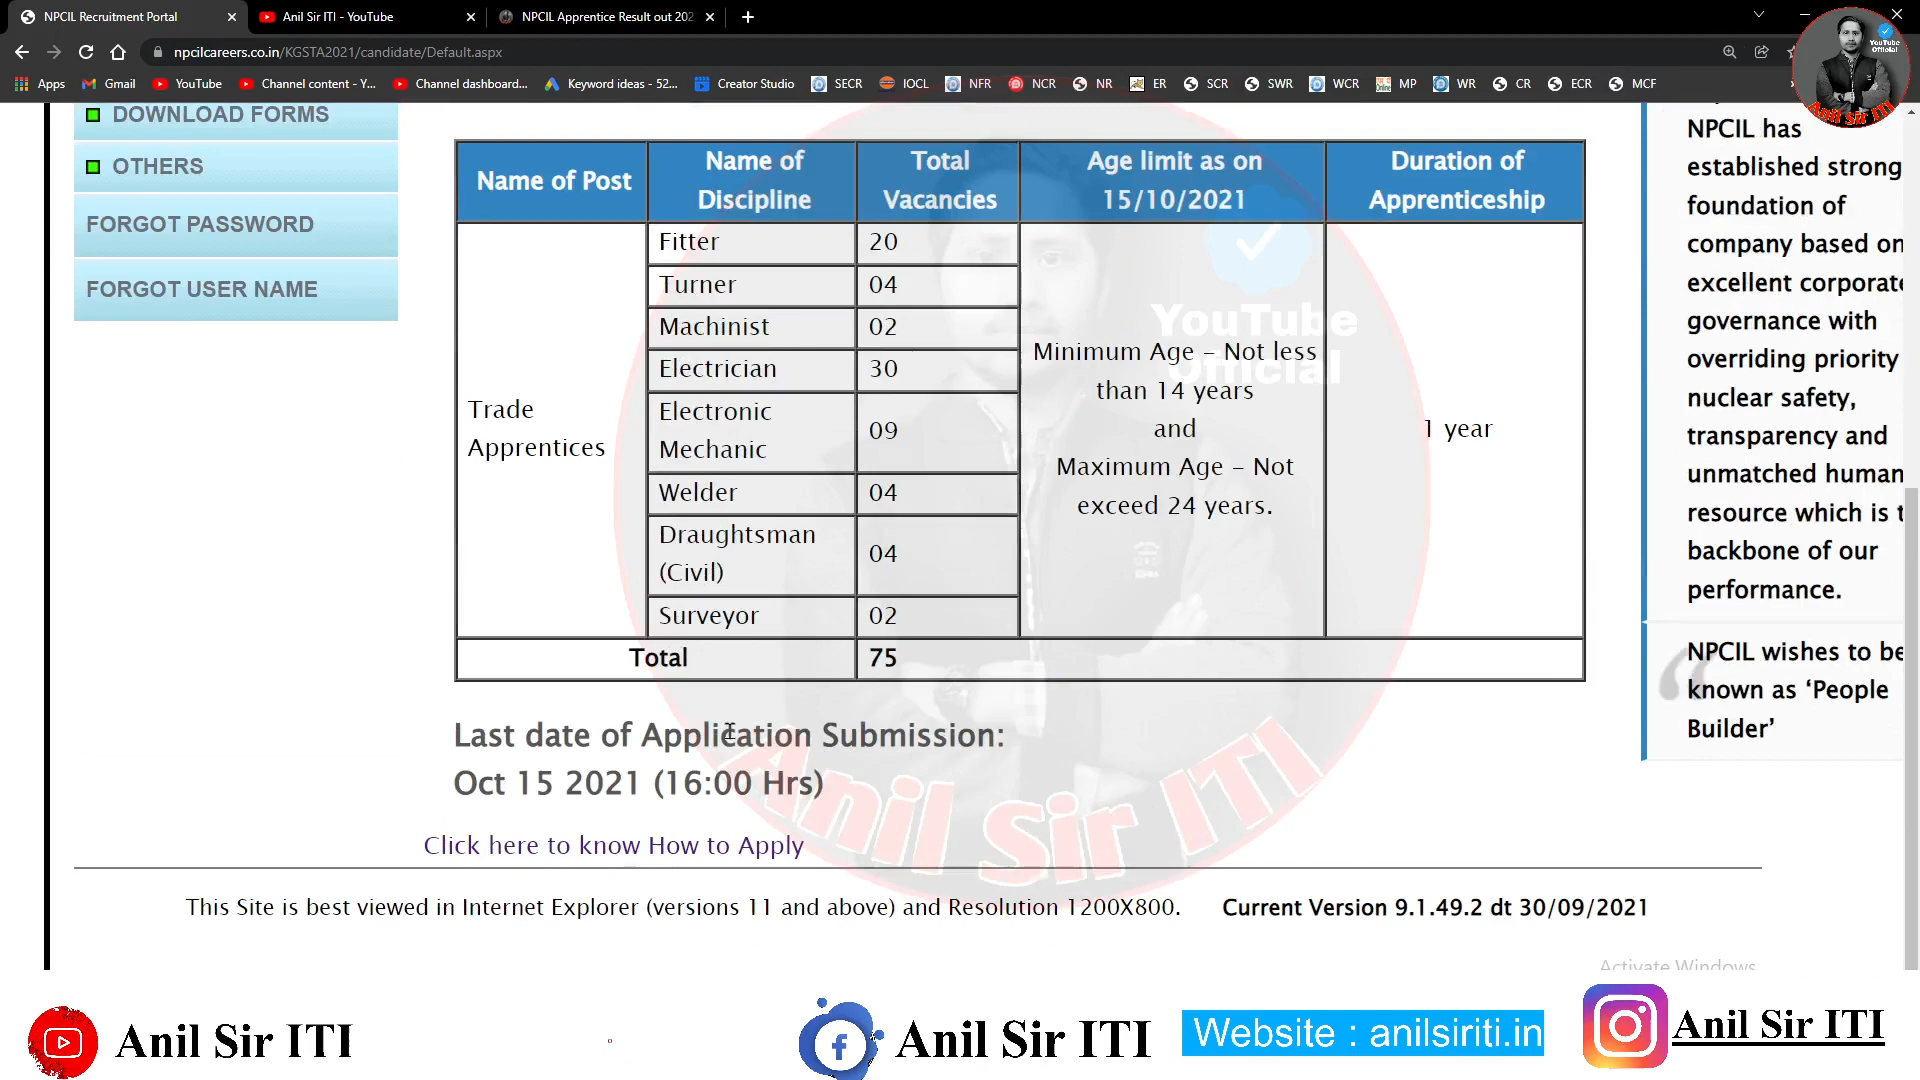 NPCIL Recruitment Portal
Anil Sir ITI - YouTube
NPCIL Apprentice Result out 202
npcilcareers.co.in/KGSTA2021/candidate/Default.aspx
Apps
Gmail
YouTube
Channel content - Y...
Channel dashboard...
Keyword ideas - 52...
Creator Studio
SECR
IOCL
NFR
NCR
NR
ER
SCR
SWR
WCR
MP
WR
CR
ECR
MCF
YouTube
Official
Anil Sir ITI
DOWNLOAD FORMS
OTHERS
FORGOT PASSWORD
FORGOT USER NAME
Name of Post
Name of
Discipline
Total
Vacancies
Age limit as on
15/10/2021
Duration of
Apprenticeship
Trade
Apprentices
Fitter 20
Turner 04
Machinist 02
Electrician 30
Electronic
Mechanic
09
Welder 04
Draughtsman
(Civil)
04
Surveyor 02
Minimum Age – Not less
than 14 years
and
Maximum Age – Not
exceed 24 years.
1 year
Total 75
YouTube
Official
Anil Sir ITI
Last date of Application Submission:
Oct 15 2021 (16:00 Hrs)
Click here to know How to Apply
NPCIL has
established strong
foundation of
company based on
excellent corporate
governance with
overriding priority
nuclear safety,
transparency and
unmatched human
resource which is t
backbone of our
performance.
NPCIL wishes to be
known as ‘People
Builder’
This Site is best viewed in Internet Explorer (versions 11 and above) and Resolution 1200X800.
Current Version 9.1.49.2 dt 30/09/2021
Activate Windows
Anil Sir ITI
Anil Sir ITI
Website : anilsiriti.in
Anil Sir ITI